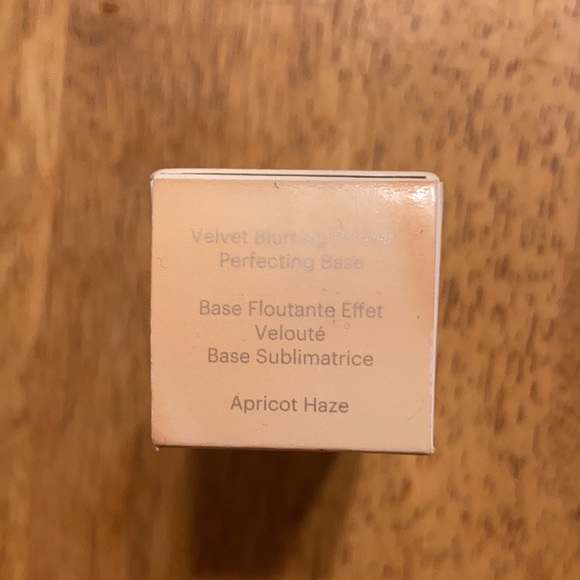 Velvet Blurring Primer
Perfecting Base
Base Floutante Effet
Velouté
Base Sublimatrice
Apricot Haze